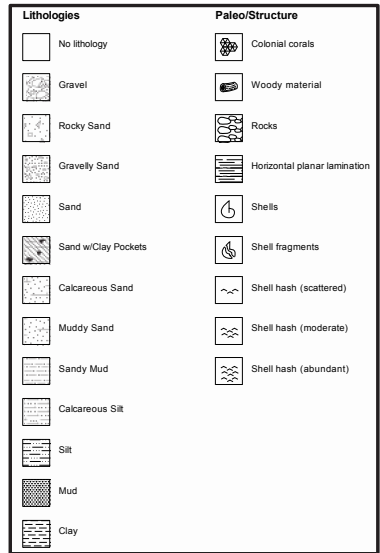 Lithologies
No lithology
Gravel
Rocky Sand
Gravelly Sand
Sand
Sand w/Clay Pockets
Calcareous Sand
Muddy Sand
Sandy Mud
Calcareous Silt
Silt
Mud
Clay
Paleo/Structure
Colonial corals
Woody material
Rocks
Horizontal planar lamination
Shells
Shell fragments
Shell hash (scattered)
Shell hash (moderate)
Shell hash (abundant)